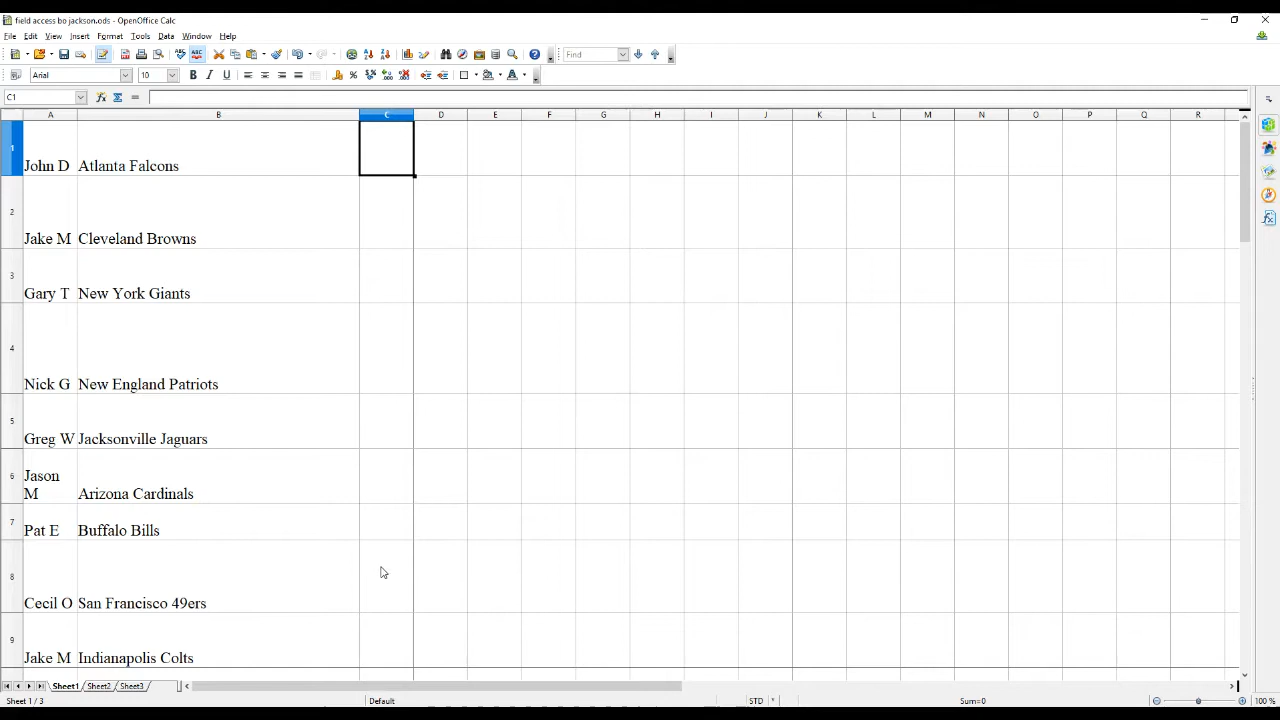 field access bo jackson.ods - OpenOffice Calc
File Edit View Insert Format Tools Data Window Help
Find
Arial 10
C1
A B C D E F G H I J K L M N O P Q R
1 John D Atlanta Falcons
2 Jake M Cleveland Browns
3 Gary T New York Giants
4 Nick G New England Patriots
5 Greg W Jacksonville Jaguars
6 Jason M Arizona Cardinals
7 Pat E Buffalo Bills
8 Cecil O San Francisco 49ers
9 Jake M Indianapolis Colts
Sheet1 Sheet2 Sheet3
Sheet 1 / 3 Default STD * Sum=0 100 %